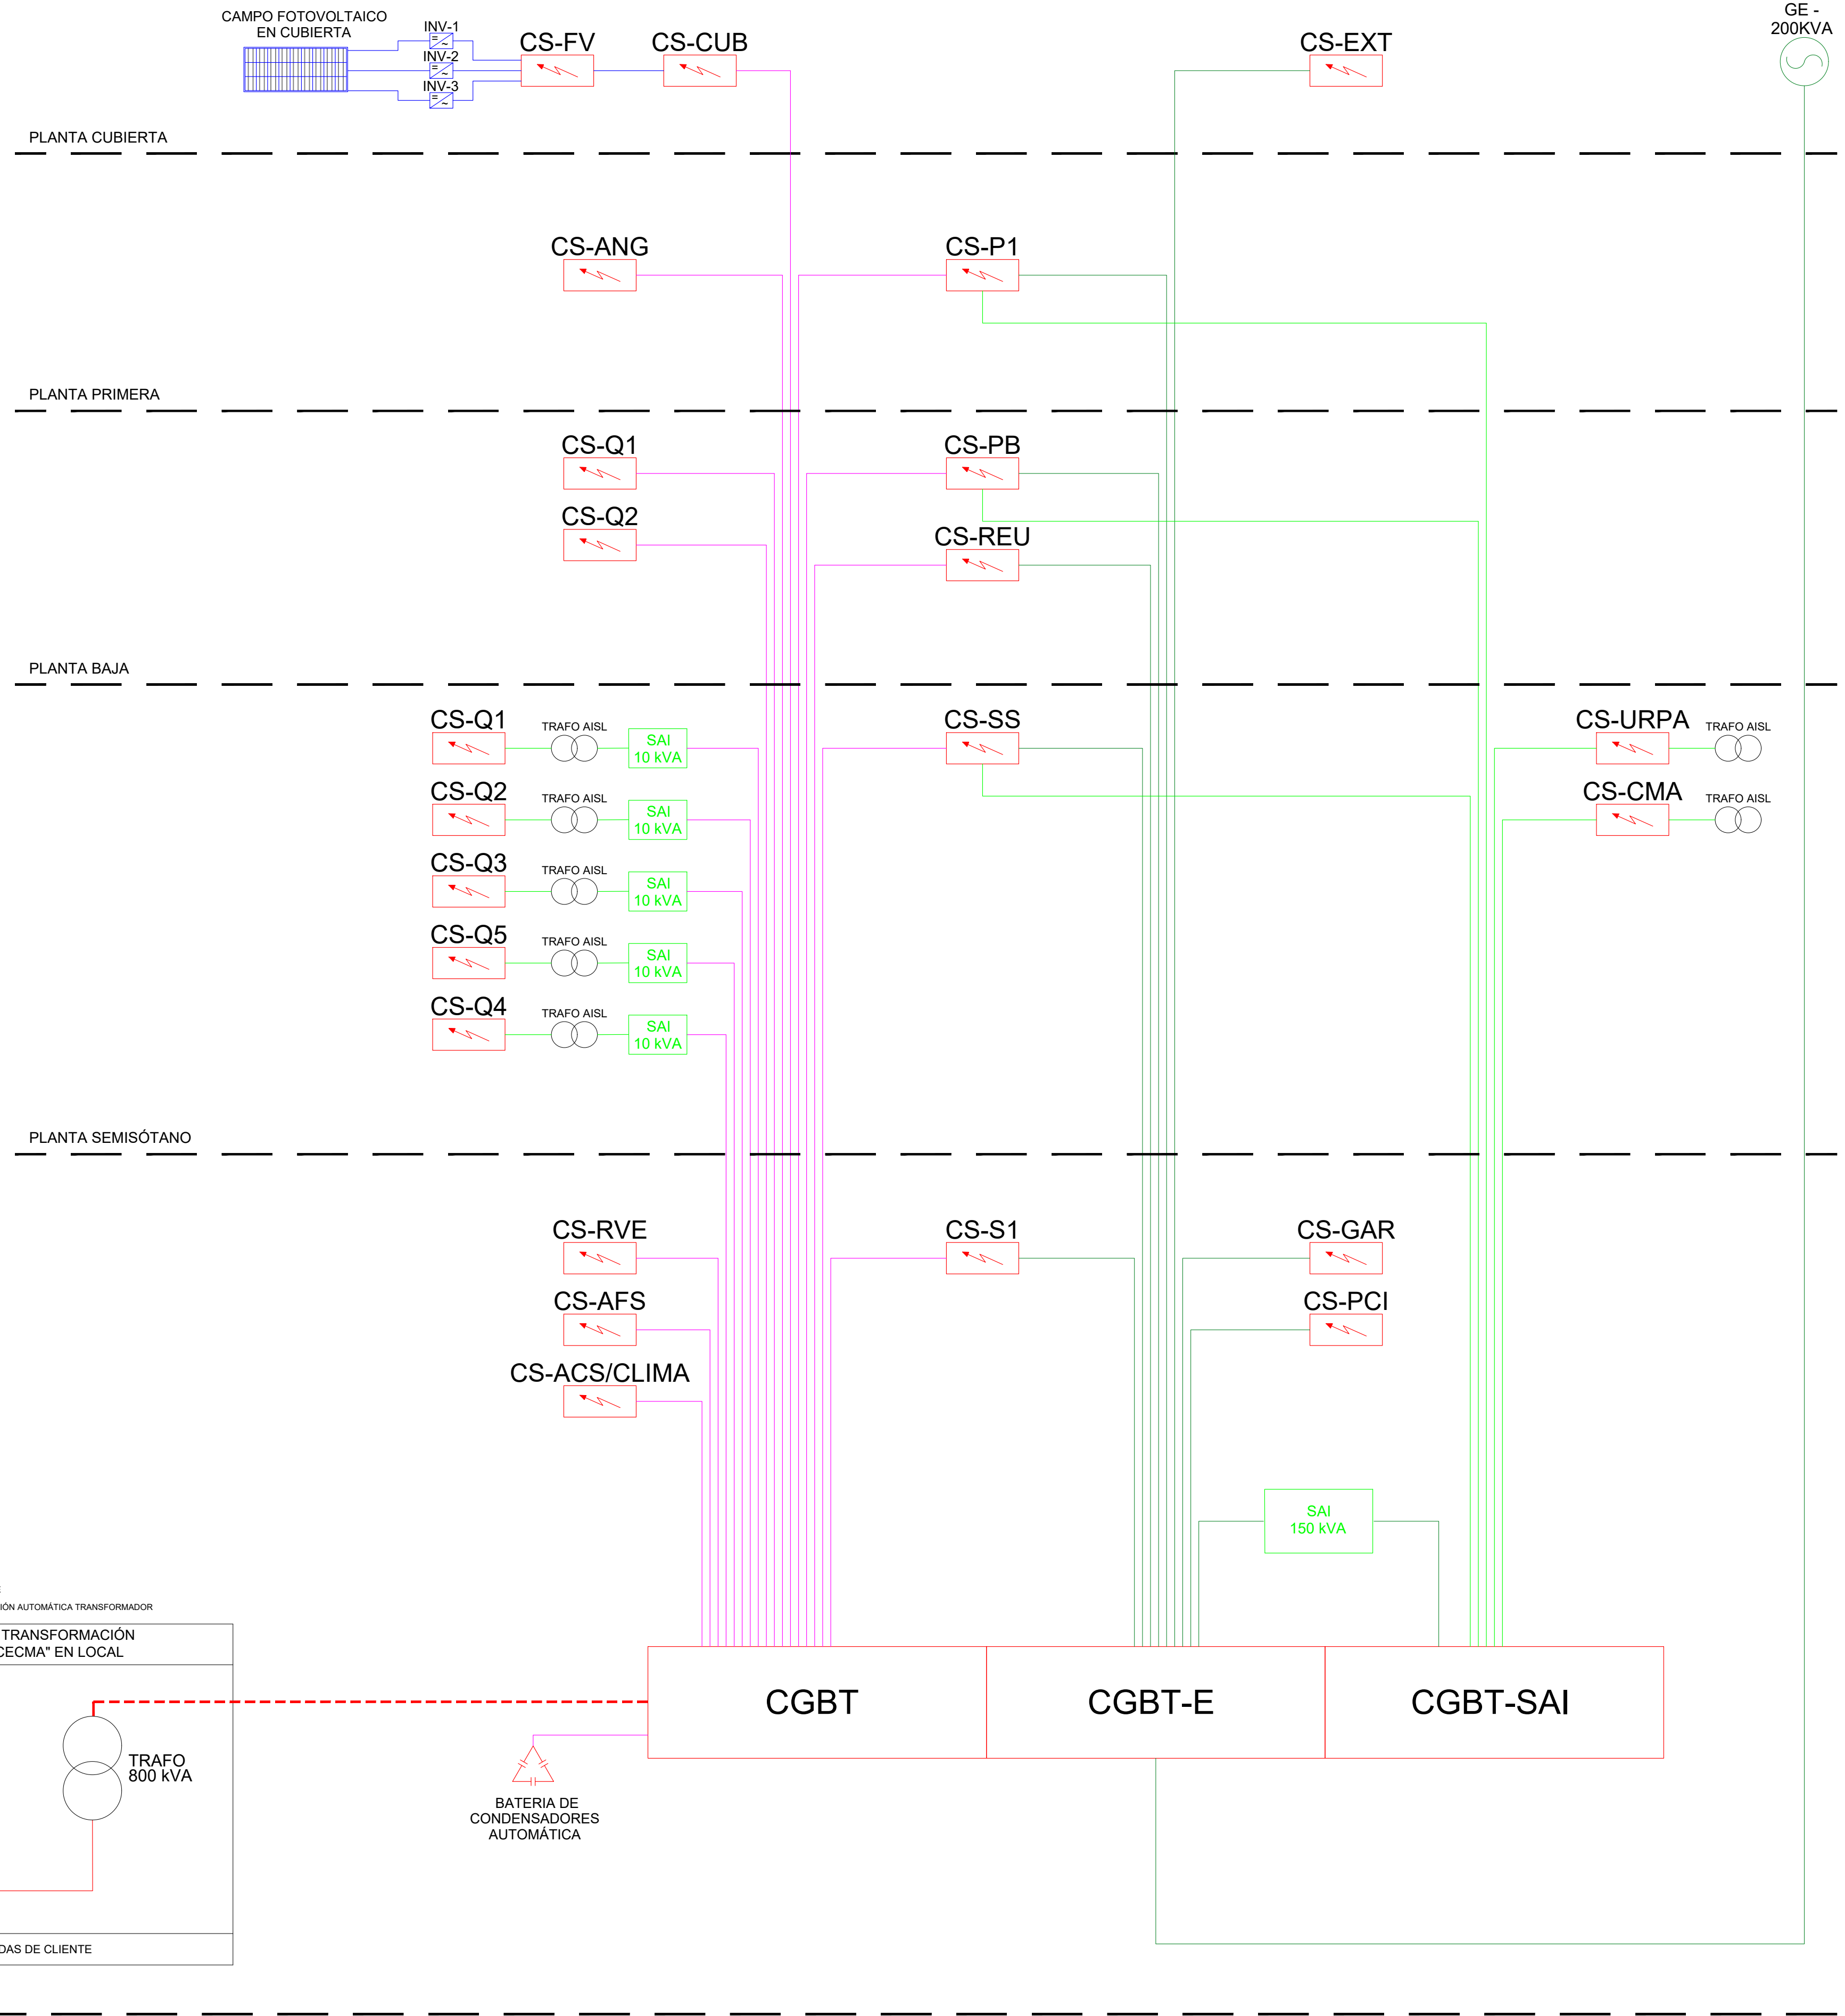 CAMPO FOTOVOLTAICO
EN CUBIERTA
INV-1
INV-2
INV-3
CS-FV
CS-CUB
CS-EXT
GE -
200KVA
PLANTA CUBIERTA
CS-ANG
CS-P1
PLANTA PRIMERA
CS-Q1
CS-PB
CS-Q2
CS-REU
PLANTA BAJA
CS-Q1
TRAFO AISL
SAI
10 kVA
CS-SS
CS-URPA
TRAFO AISL
CS-Q2
TRAFO AISL
SAI
10 kVA
CS-CMA
TRAFO AISL
CS-Q3
TRAFO AISL
SAI
10 kVA
CS-Q5
TRAFO AISL
SAI
10 kVA
CS-Q4
TRAFO AISL
SAI
10 kVA
PLANTA SEMISÓTANO
CS-RVE
CS-S1
CS-GAR
CS-AFS
CS-PCI
CS-ACS/CLIMA
SAI
150 kVA
IÓN AUTOMÁTICA TRANSFORMADOR
TRANSFORMACIÓN
CECMA" EN LOCAL
CGBT
CGBT-E
CGBT-SAI
TRAFO
800 kVA
BATERIA DE
CONDENSADORES
AUTOMÁTICA
DAS DE CLIENTE